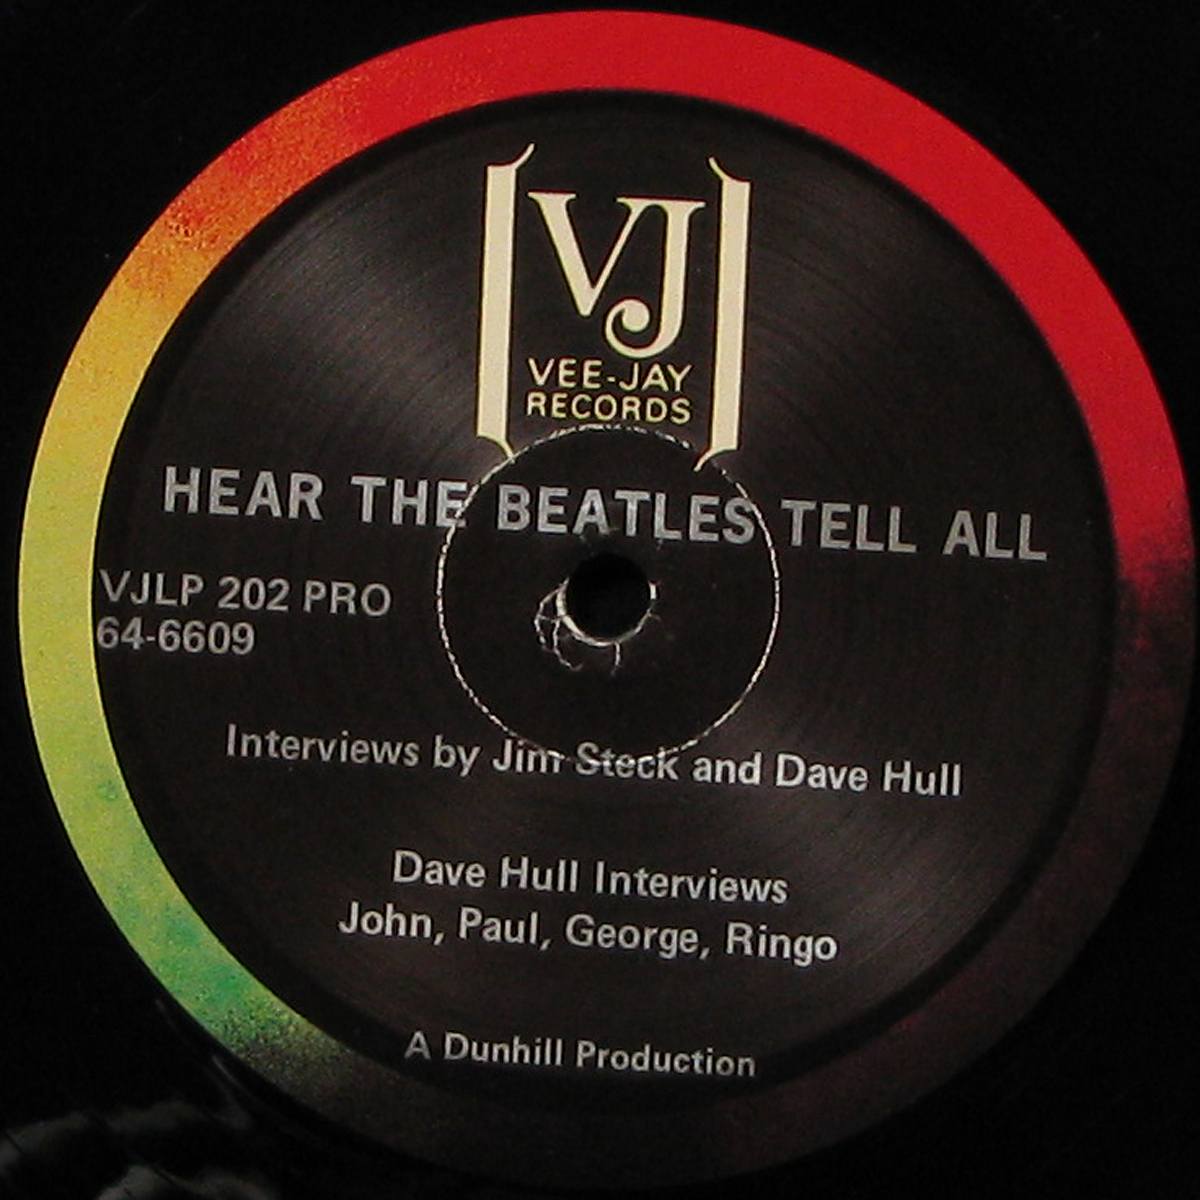 VJ
VEE-JAY
RECORDS
HEAR THE BEATLES TELL ALL
VJLP 202 PRO
64-6609
Interviews by Jim Steck and Dave Hull
Dave Hull Interviews
John, Paul, George, Ringo
A Dunhill Production